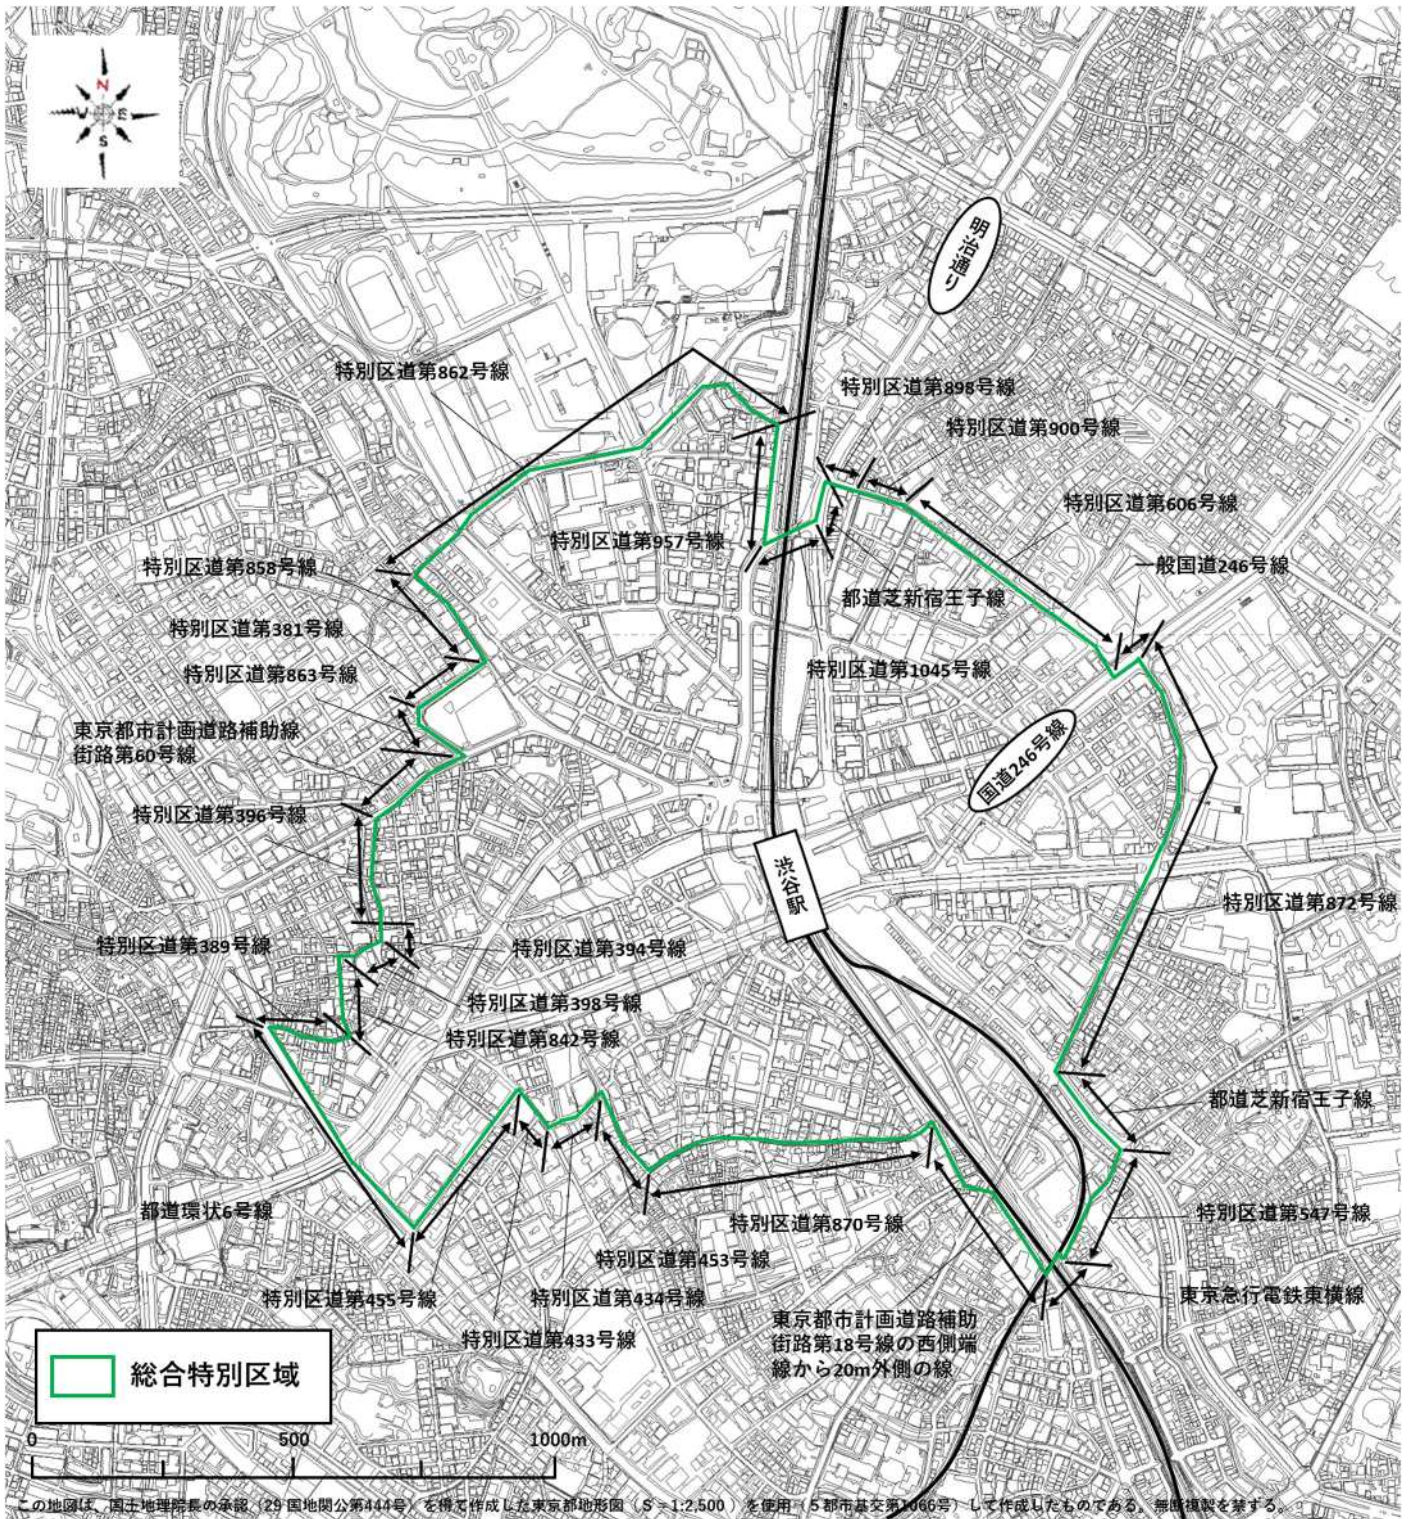 N
W
E
S
明治通り
特別区道第862号線
特別区道第898号線
特別区道第900号線
特別区道第606号線
特別区道第957号線
特別区道第858号線
一般国道246号線
都道芝新宿王子線
特別区道第381号線
特別区道第1045号線
特別区道第863号線
東京都市計画道路補助線
街路第60号線
国道246号線
特別区道第396号線
渋谷駅
特別区道第872号線
特別区道第389号線
特別区道第394号線
特別区道第398号線
特別区道第842号線
都道芝新宿王子線
都道環状6号線
特別区道第870号線
特別区道第547号線
特別区道第453号線
特別区道第455号線
特別区道第434号線
東京急行電鉄東横線
特別区道第433号線
東京都市計画道路補助
街路第18号線の西側端
線から20m外側の線
総合特別区域
0 500 1000m
この地図は、国土地理院長の承認（29 国地関公第444号）を得て作成した東京都地形図（S＝1:2,500 ）を使用（5都市基交第1066号）して作成したものである。無断複製を禁ずる。